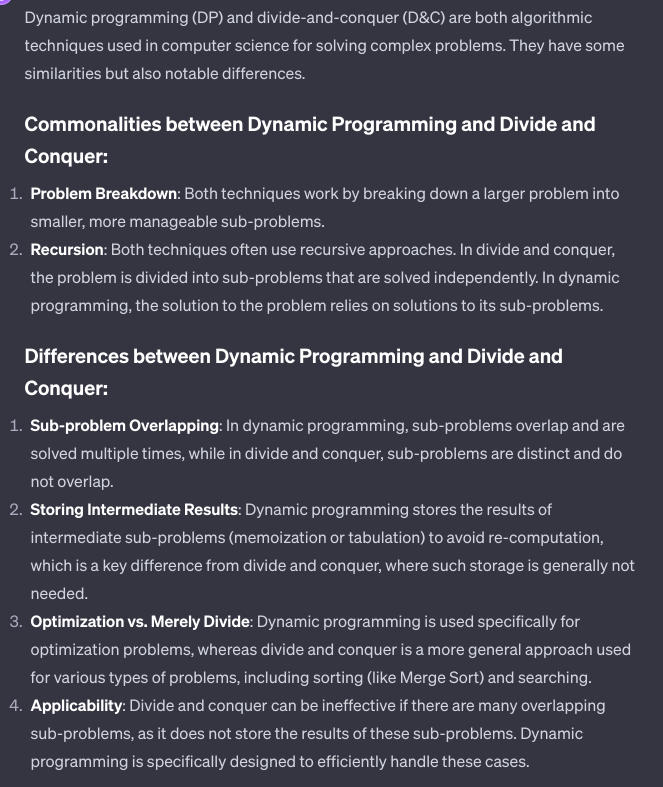 Dynamic programming (DP) and divide-and-conquer (D&C) are both algorithmic
techniques used in computer science for solving complex problems. They have some
similarities but also notable differences.
Commonalities between Dynamic Programming and Divide and
Conquer:
1. Problem Breakdown: Both techniques work by breaking down a larger problem into
smaller, more manageable sub-problems.
2. Recursion: Both techniques often use recursive approaches. In divide and conquer,
the problem is divided into sub-problems that are solved independently. In dynamic
programming, the solution to the problem relies on solutions to its sub-problems.
Differences between Dynamic Programming and Divide and
Conquer:
1. Sub-problem Overlapping: In dynamic programming, sub-problems overlap and are
solved multiple times, while in divide and conquer, sub-problems are distinct and do
not overlap.
2. Storing Intermediate Results: Dynamic programming stores the results of
intermediate sub-problems (memoization or tabulation) to avoid re-computation,
which is a key difference from divide and conquer, where such storage is generally not
needed.
3. Optimization vs. Merely Divide: Dynamic programming is used specifically for
optimization problems, whereas divide and conquer is a more general approach used
for various types of problems, including sorting (like Merge Sort) and searching.
4. Applicability: Divide and conquer can be ineffective if there are many overlapping
sub-problems, as it does not store the results of these sub-problems. Dynamic
programming is specifically designed to efficiently handle these cases.